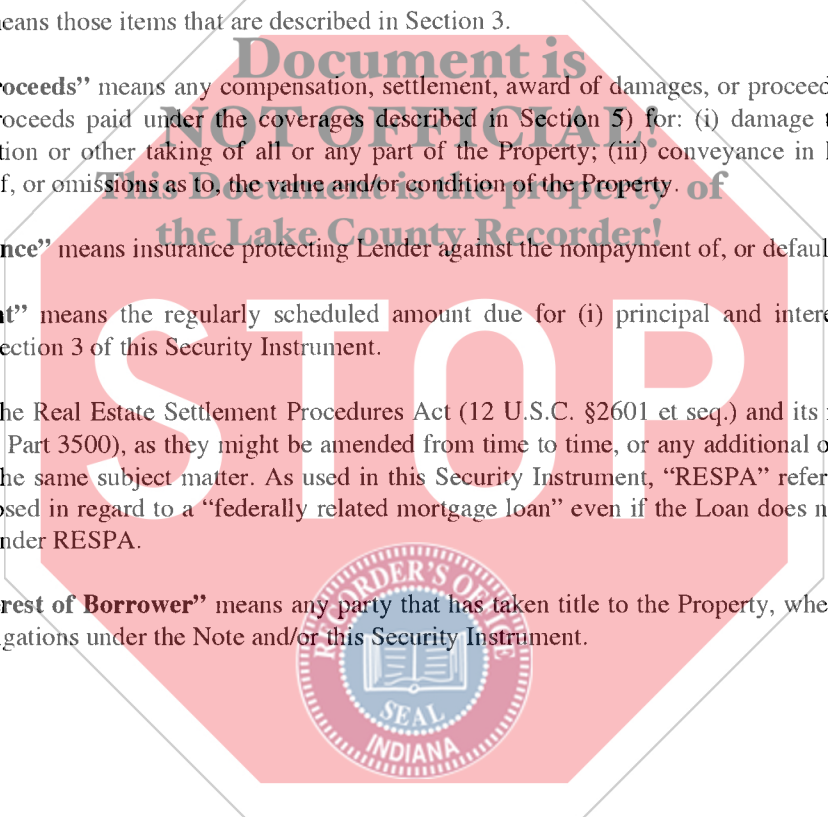 eans those items that are described in Section 3.
Document is
oceeds” means any compensation, settlement, award of damages, or proceed
NOT OFFICIAL!
roceeds paid under the coverages described in Section 5) for: (i) damage t
tion or other taking of all or any part of the Property; (iii) conveyance in l
f, or omissions as to, the value and/or condition of the Property.
This Document is the property of
the Lake County Recorder!
nce” means insurance protecting Lender against the nonpayment of, or defaul
nt” means the regularly scheduled amount due for (i) principal and intere
ection 3 of this Security Instrument.
STOP
he Real Estate Settlement Procedures Act (12 U.S.C. §2601 et seq.) and its
Part 3500), as they might be amended from time to time, or any additional o
he same subject matter. As used in this Security Instrument, “RESPA” refer
osed in regard to a “federally related mortgage loan” even if the Loan does n
nder RESPA.
RECORDER'S OFFICE
rest of Borrower” means any party that has taken title to the Property, whe
igations under the Note and/or this Security Instrument.
SEAL
INDIANA